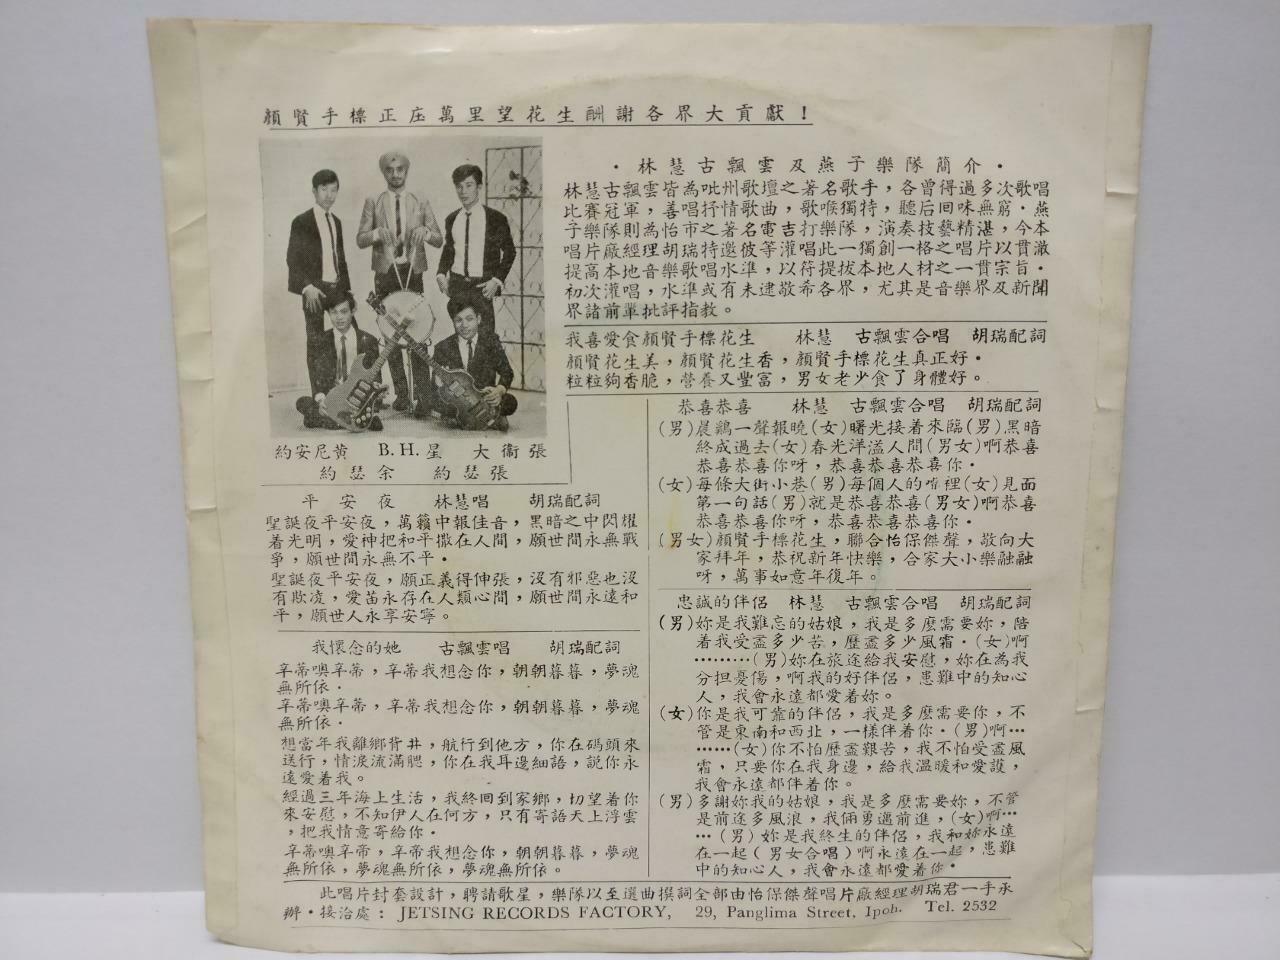 顏賢手標正庄萬里望花生酬謝各界大貢獻！
·林慧古飄雲及燕子樂隊簡介·
林慧古飄雲皆為吡州歌壇之著名歌手，各曾得過多次歌唱
比賽冠軍，善唱抒情歌曲，歌喉獨特，聽后回味無窮·燕
子樂隊則為怡市之著名電吉打樂隊，演奏技藝精湛，今本
唱片廠經理胡瑞特邀彼等灌唱此一獨創一格之唱片以貫澈
提高本地音樂歌唱水準，以符提拔本地人材之一貫宗旨·
初次灌唱，水準或有未逮敬希各界，尤其是音樂界及新聞
界諸前輩批評指教。
我喜愛食顏賢手標花生 林慧 古飄雲合唱 胡瑞配詞
顏賢花生美，顏賢花生香，顏賢手標花生真正好·
粒粒夠香脆，營養又豐富，男女老少食了身體好。
約安尼黃 B.H.星 大衞張
約瑟余 約瑟張
平安夜 林慧唱 胡瑞配詞
聖誕夜平安夜，萬籟中報佳音，黑暗之中閃耀
着光明，愛神把和平撒在人間，願世間永無戰
爭，願世間永無不平·
聖誕夜平安夜，願正義得伸張，沒有邪惡也沒
有欺凌，愛苗永存在人類心間，願世間永遠和
平，願世人永享安寧。
我懷念的她 古飄雲唱 胡瑞配詞
辛蒂噢辛蒂，辛蒂我想念你，朝朝暮暮，夢魂
無所依·
辛蒂噢辛蒂，辛蒂我想念你，朝朝暮暮，夢魂
無所依·
想當年我離鄉背井，航行到他方，你在碼頭來
送行，情淚流滿腮，你在我耳邊細語，說你永
遠愛着我。
經過三年海上生活，我終回到家鄉，切望着你
來安慰，不知伊人在何方，只有寄語天上浮雲
，把我情意寄給你·
辛蒂噢辛帝，辛帝我想念你，朝朝暮暮，夢魂
無所依，夢魂無所依，夢魂無所依。
恭喜恭喜 林慧 古飄雲合唱 胡瑞配詞
(男)晨鷄一聲報曉(女)曙光接着來臨(男)黑暗
終成過去(女)春光洋溢人間(男女)啊恭喜
恭喜恭喜你呀，恭喜恭喜恭喜你·
(女)每條大街小巷(男)每個人的嘴裡(女)見面
第一句話(男)就是恭喜恭喜(男女)啊恭喜
恭喜恭喜你呀，恭喜恭喜恭喜你·
(男女)顏賢手標花生，聯合怡保傑聲，敬向大
家拜年，恭祝新年快樂，合家大小樂融融
呀，萬事如意年復年。
忠誠的伴侶 林慧 古飄雲合唱 胡瑞配詞
(男)妳是我難忘的姑娘，我是多麼需要妳，陪
着我受盡多少苦，歷盡多少風霜·(女)啊
………(男)妳在旅途給我安慰，妳在為我
分担憂傷，啊我的好伴侶，患難中的知心
人，我會永遠都愛着妳。
(女)你是我可靠的伴侶，我是多麼需要你，不
管是東南和西北，一樣伴着你·(男)啊…
……(女)你不怕歷盡艱苦，我不怕受盡風
霜，只要你在我身邊，給我溫暖和愛護，
我會永遠都伴着你。
(男)多謝妳我的姑娘，我是多麼需要妳，不管
是前途多風浪，我倆勇邁前進，(女)啊…
…(男)妳是我終生的伴侶，我和妳永遠
在一起(男女合唱)啊永遠在一起，患難
中的知心人，我會永遠都愛着你·
此唱片封套設計，聘請歌星，樂隊以至選曲撰詞全部由怡保傑聲唱片廠經理胡瑞君一手承
辦·接洽處：JETSING RECORDS FACTORY, 29, Panglima Street, Ipoh. Tel. 2532